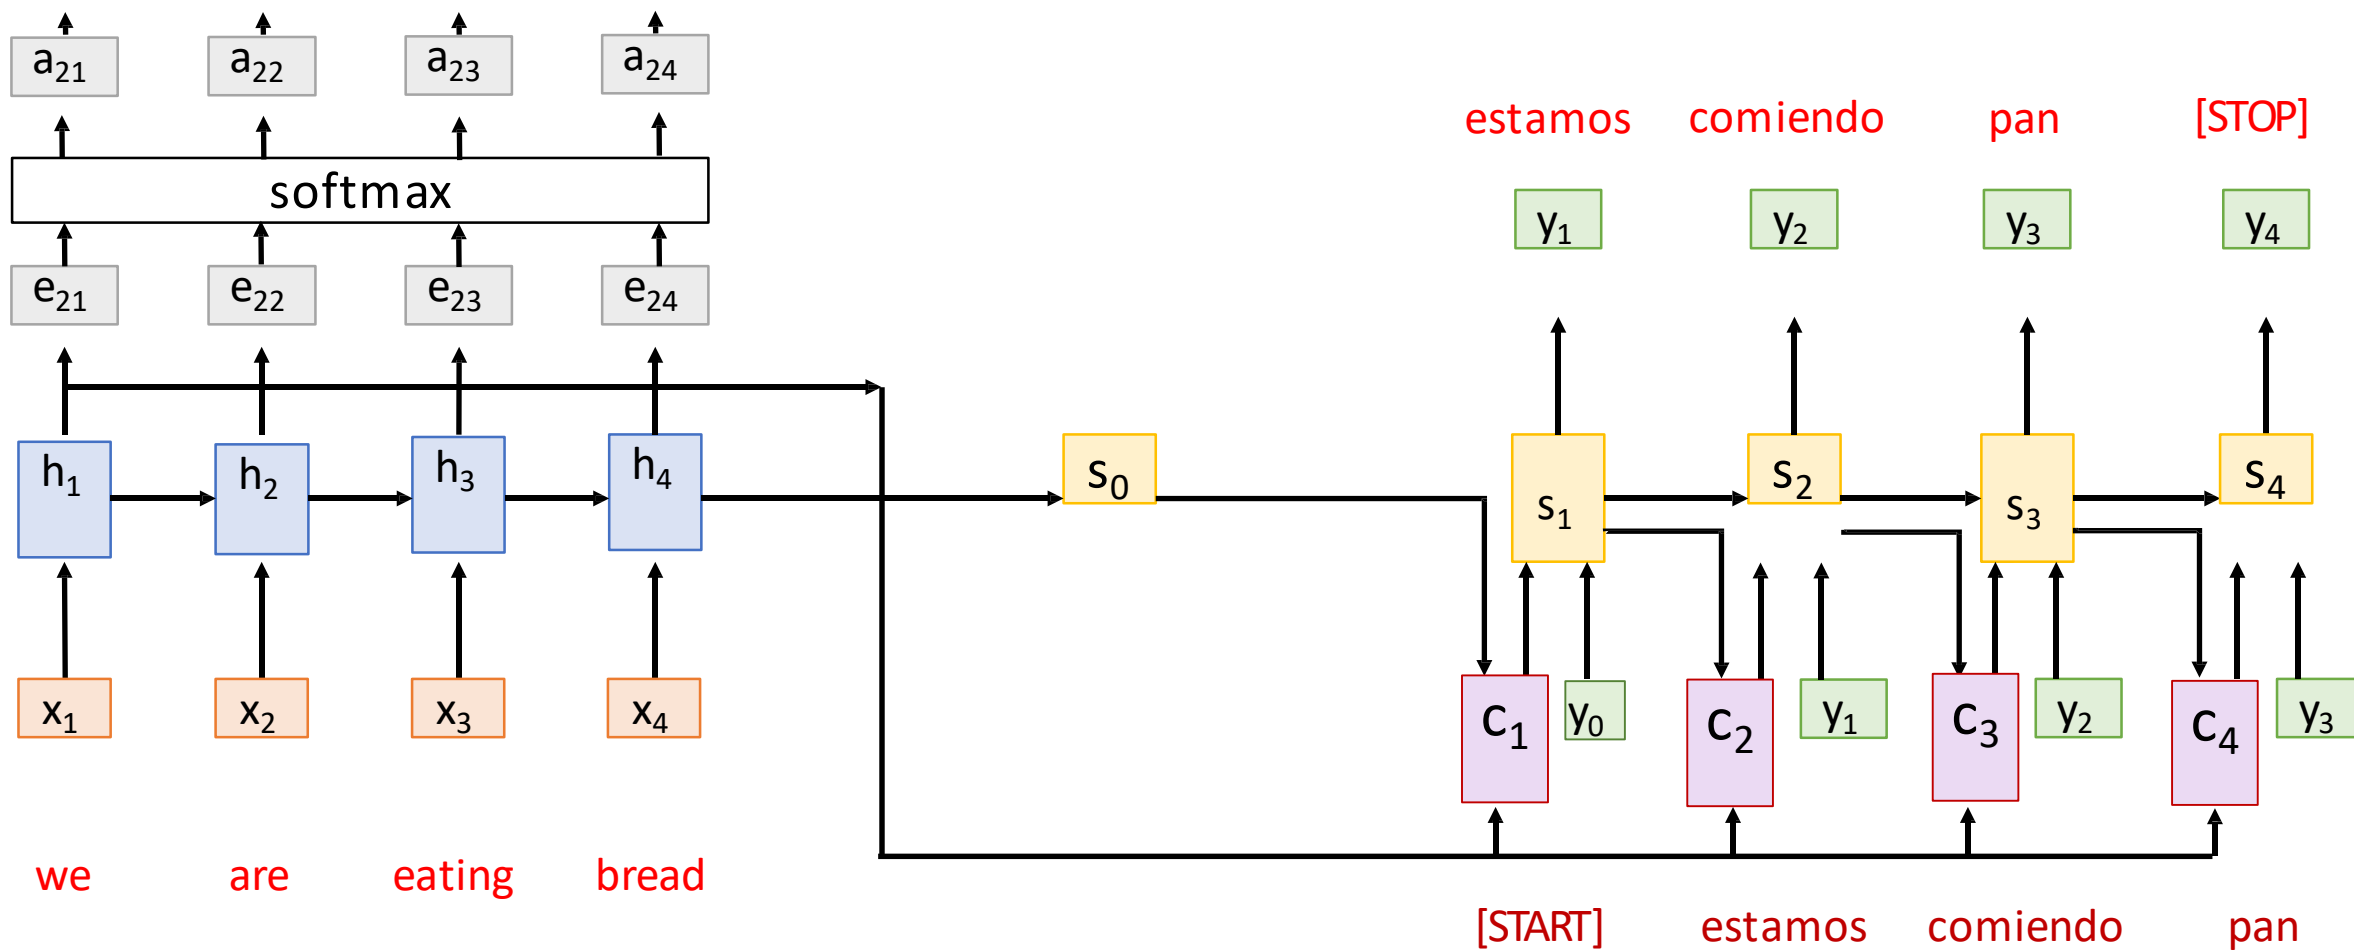 a21 a22 a23 a24
estamos comiendo pan [STOP]
softmax
y1 y2 y3 y4
e21 e22 e23 e24
h1 h2 h3 h4 s0 s1 s2 s3 s4
x1 x2 x3 x4 c1 y0 c2 y1 c3 y2 c4 y3
we are eating bread
[START] estamos comiendo pan